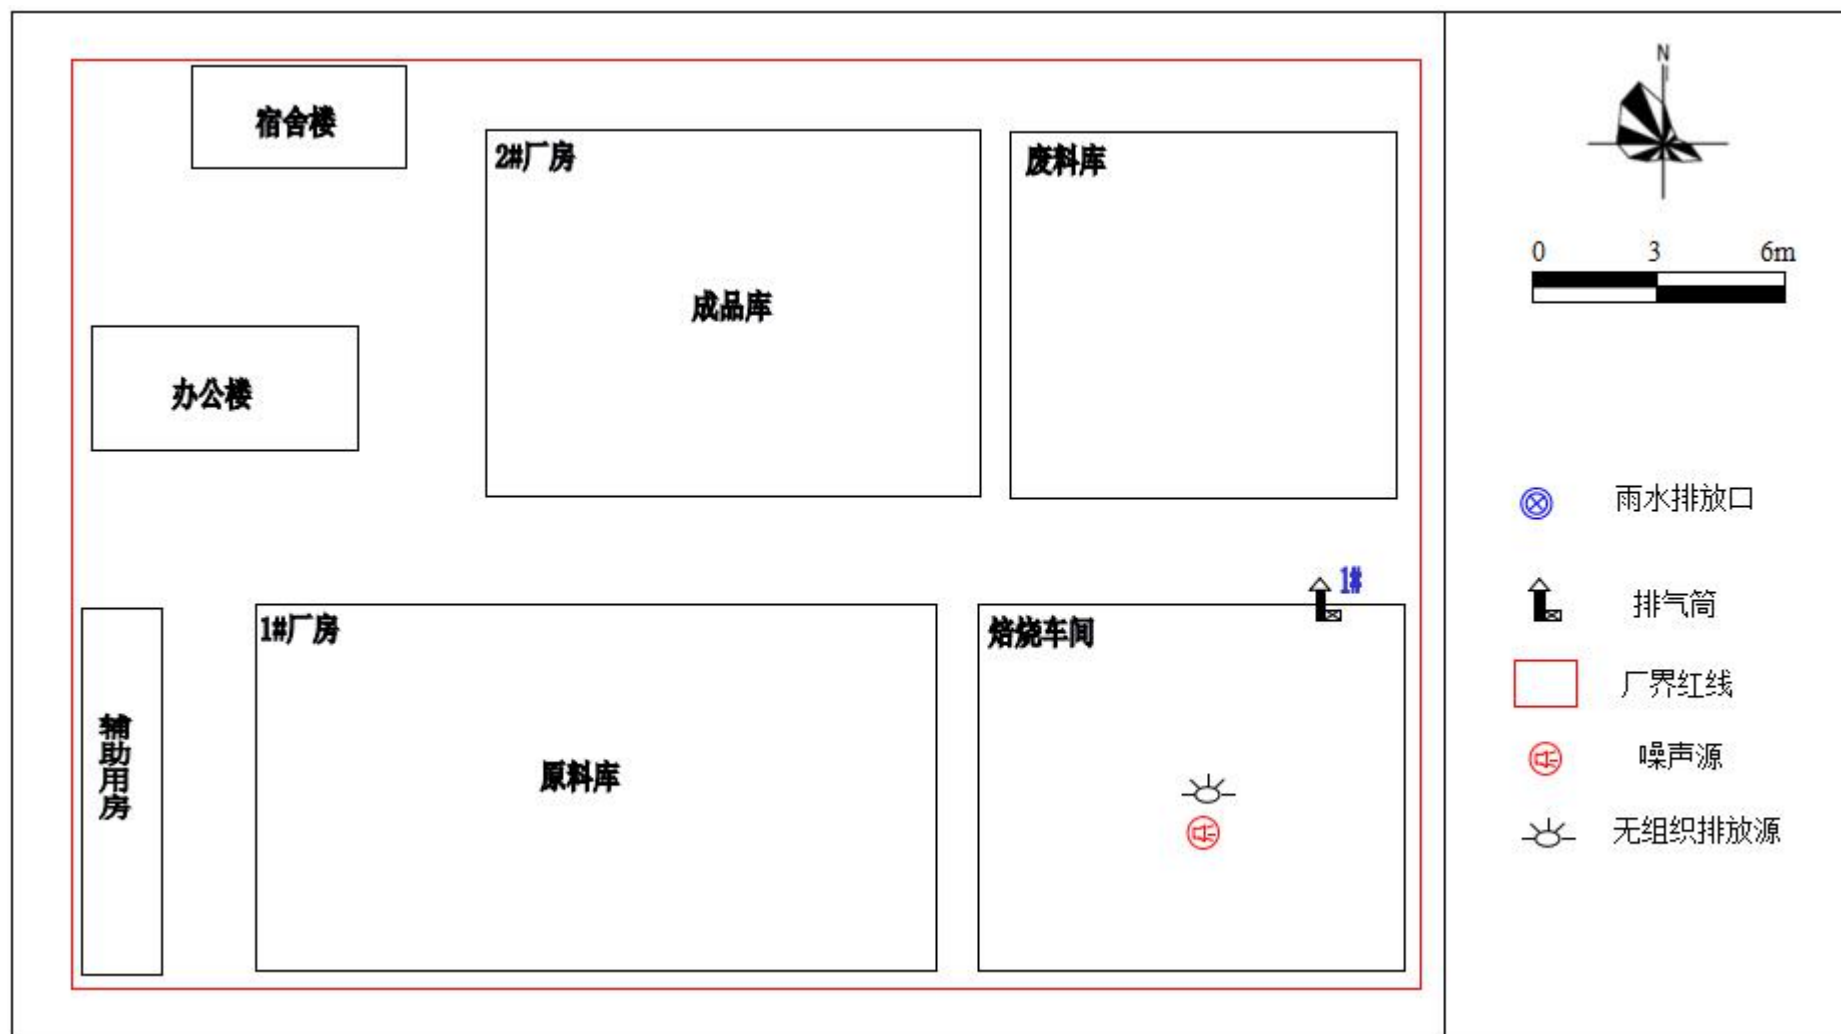 宿舍楼
2#厂房
成品库
废料库
办公楼
1#厂房
原料库
焙烧车间
1#
辅助用房
N
0 3 6m
雨水排放口
排气筒
厂界红线
噪声源
无组织排放源